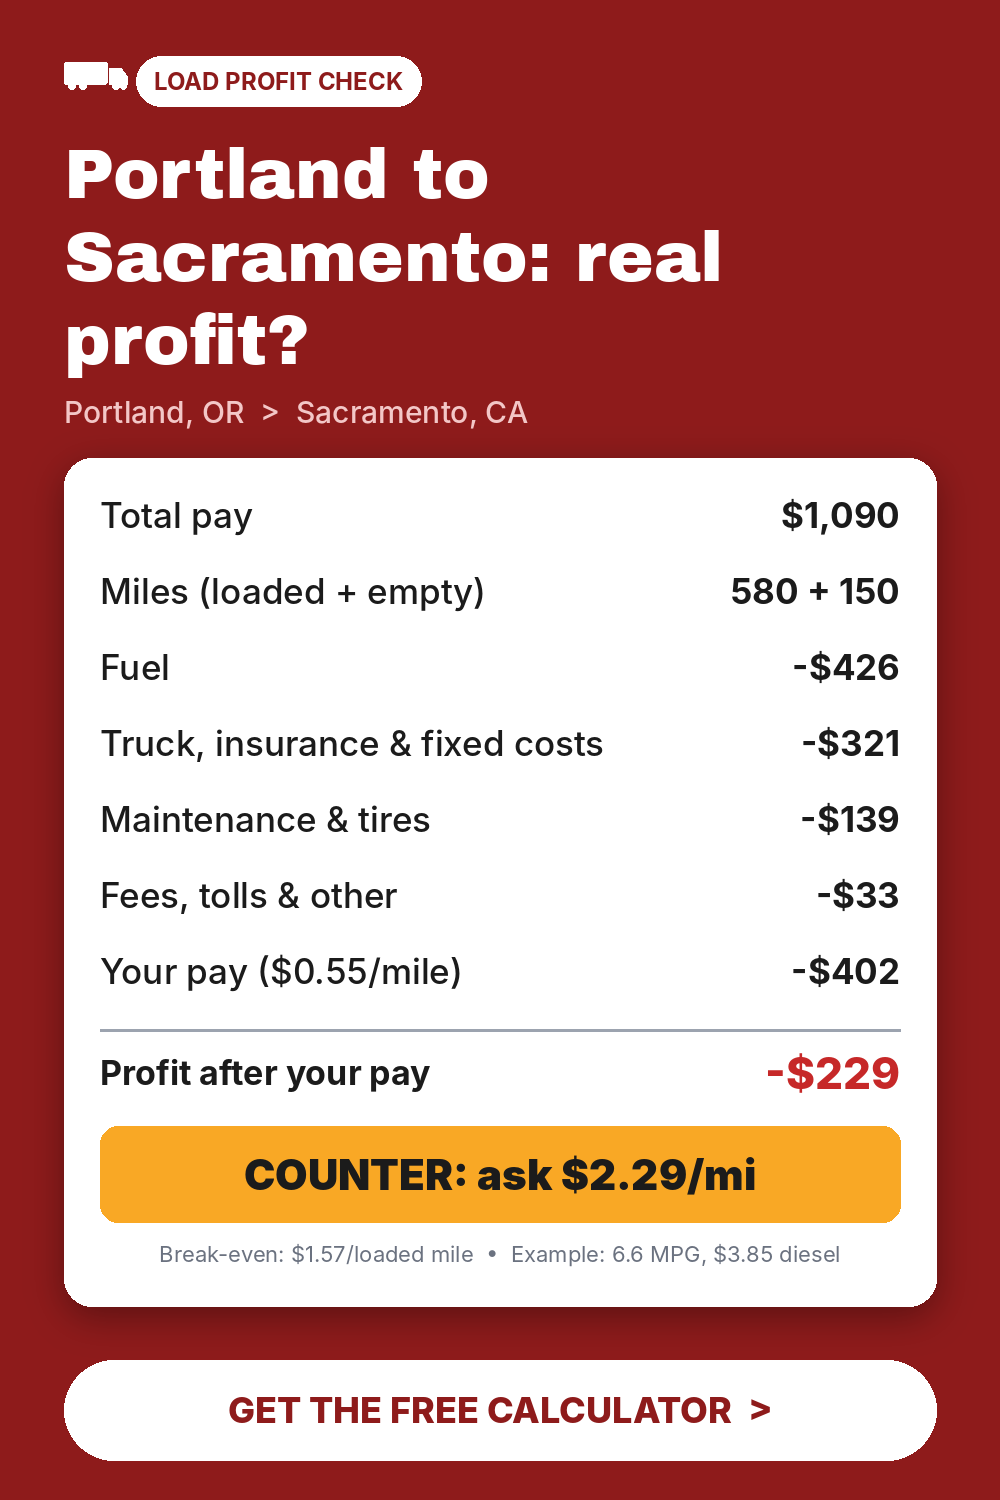 LOAD PROFIT CHECK
Portland to
Sacramento: real
profit?
Portland, OR > Sacramento, CA
Total pay $1,090
Miles (loaded + empty) 580 + 150
Fuel -$426
Truck, insurance & fixed costs -$321
Maintenance & tires -$139
Fees, tolls & other -$33
Your pay ($0.55/mile) -$402
Profit after your pay -$229
COUNTER: ask $2.29/mi
Break-even: $1.57/loaded mile • Example: 6.6 MPG, $3.85 diesel
GET THE FREE CALCULATOR >